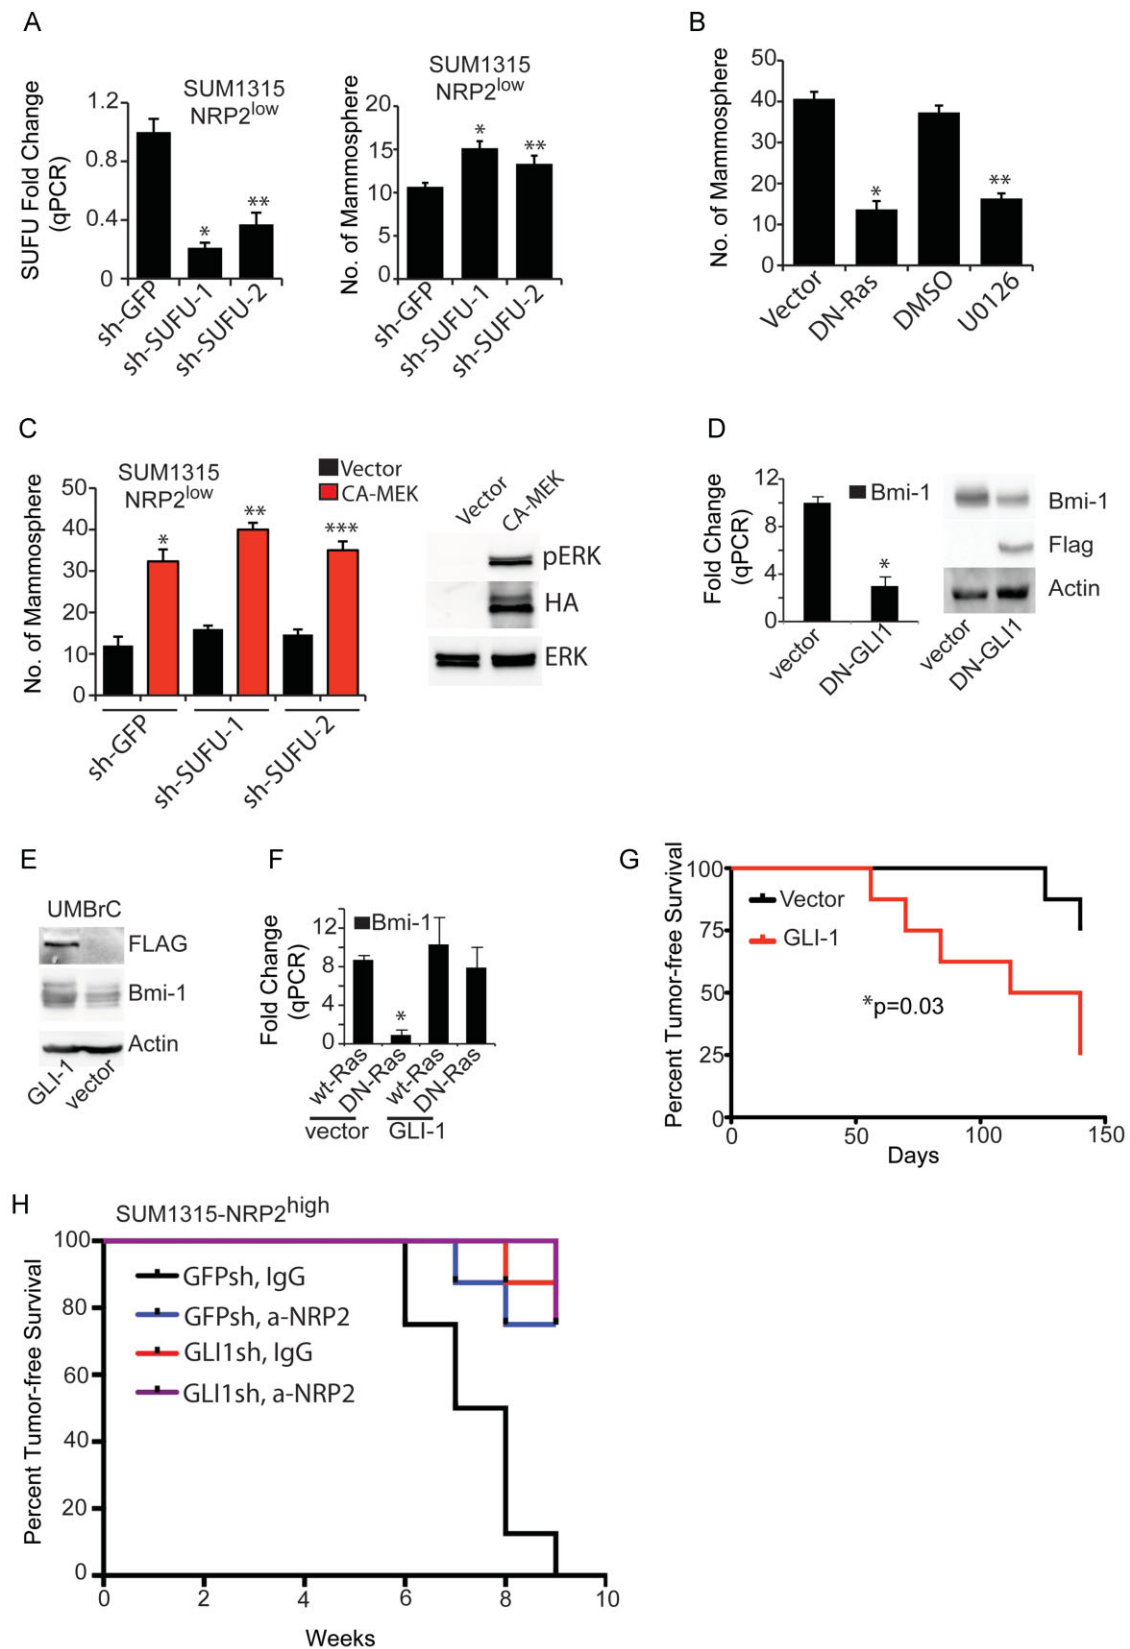 A
SUFU Fold Change
(qPCR)
1.2
0.8
0.4
0
SUM1315
NRP2low
*
**
sh-GFP
sh-SUFU-1
sh-SUFU-2
No. of Mammosphere
20
15
10
5
0
SUM1315
NRP2low
*
**
sh-GFP
sh-SUFU-1
sh-SUFU-2
B
No. of Mammosphere
50
40
30
20
10
0
*
**
Vector
DN-Ras
DMSO
U0126
C
No. of Mammosphere
50
40
30
20
10
0
SUM1315
NRP2low
Vector
CA-MEK
*
**
***
sh-GFP
sh-SUFU-1
sh-SUFU-2
Vector
CA-MEK
pERK
HA
ERK
D
Fold Change
(qPCR)
12
8
4
0
Bmi-1
*
vector
DN-GLI1
Bmi-1
Flag
Actin
vector
DN-GLI1
E
UMBrC
FLAG
Bmi-1
Actin
GLI-1
vector
F
Fold Change
(qPCR)
12
8
4
0
Bmi-1
*
wt-Ras
DN-Ras
wt-Ras
DN-Ras
vector
GLI-1
G
Percent Tumor-free Survival
100
75
50
25
0
Vector
GLI-1
*p=0.03
0
50
100
150
Days
H
SUM1315-NRP2high
Percent Tumor-free Survival
100
80
60
40
20
0
GFPsh, IgG
GFPsh, a-NRP2
GLI1sh, IgG
GLI1sh, a-NRP2
0
2
4
6
8
10
Weeks